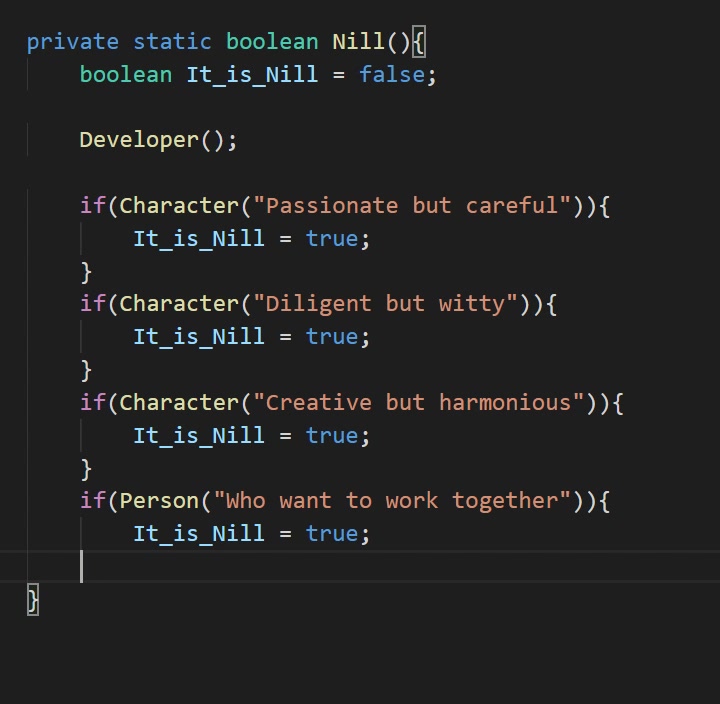 private static boolean Nill(){
    boolean It_is_Nill = false;

    Developer();

    if(Character("Passionate but careful")){
        It_is_Nill = true;
    }
    if(Character("Diligent but witty")){
        It_is_Nill = true;
    }
    if(Character("Creative but harmonious")){
        It_is_Nill = true;
    }
    if(Person("Who want to work together")){
        It_is_Nill = true;

}